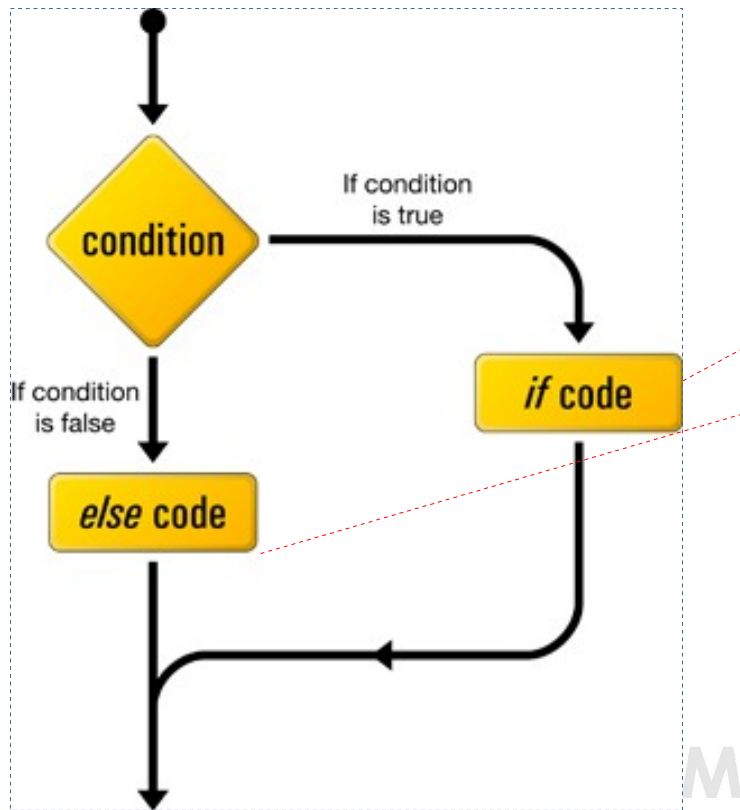 If condition
is true
condition
If condition
is false
if code
else code
M